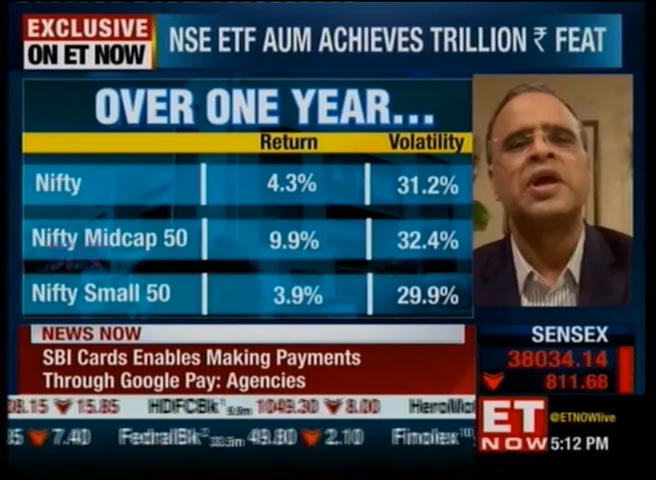 EXCLUSIVE
ON ET NOW
NSE ETF AUM ACHIEVES TRILLION ₹ FEAT
OVER ONE YEAR...
Return Volatility
Nifty 4.3% 31.2%
Nifty Midcap 50 9.9% 32.4%
Nifty Small 50 3.9% 29.9%
NEWS NOW
SBI Cards Enables Making Payments
Through Google Pay: Agencies
SENSEX
38034.14
811.68
15.85 HDFCBk 1049.30 8.00 HeroMo
7.40 FedralBk 49.80 2.10 Finolex
ET
NOW
@ETNOWlive
5:12 PM